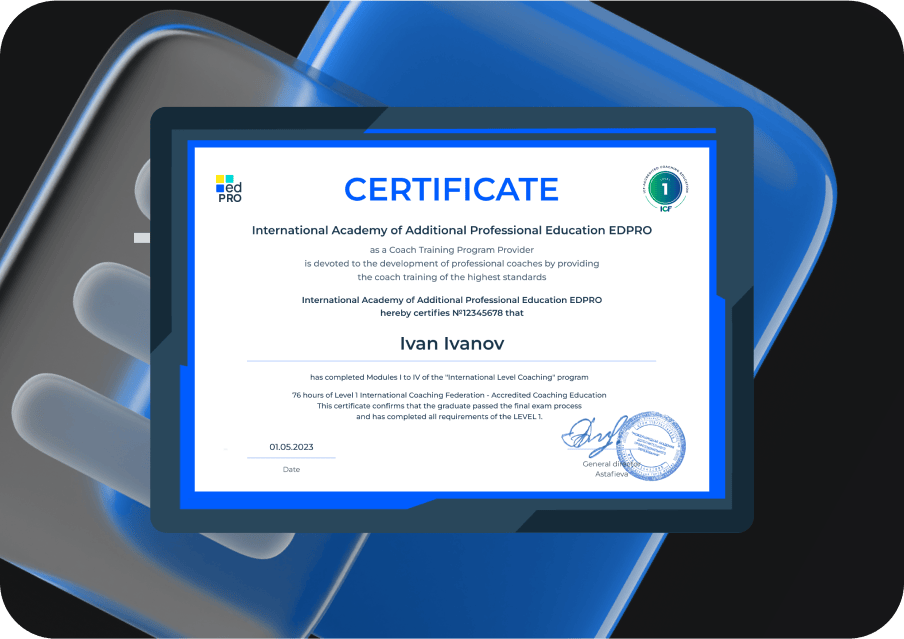 ed
PRO
CERTIFICATE
LEVEL
1
ICF
International Academy of Additional Professional Education EDPRO
as a Coach Training Program Provider
is devoted to the development of professional coaches by providing
the coach training of the highest standards
International Academy of Additional Professional Education EDPRO
hereby certifies №12345678 that
Ivan Ivanov
has completed Modules I to IV of the "International Level Coaching" program
76 hours of Level 1 International Coaching Federation - Accredited Coaching Education
This certificate confirms that the graduate passed the final exam process
and has completed all requirements of the LEVEL 1.
01.05.2023
Date
General director
Astafieva